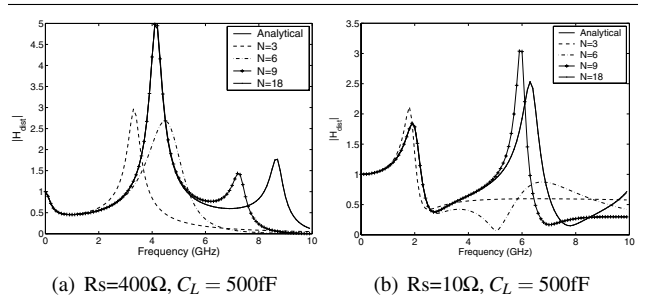 5
4.5
4
3.5
3
2.5
2
1.5
1
0.5
0
|H_dist|
0 2 4 6 8 10
Frequency (GHz)
Analytical
N=3
N=6
N=9
N=18
(a) Rs=400Ω, C_L = 500fF
3.5
3
2.5
2
1.5
1
0.5
0
|H_dist|
0 2 4 6 8 10
Frequency (GHz)
Analytical
N=3
N=6
N=9
N=18
(b) Rs=10Ω, C_L = 500fF